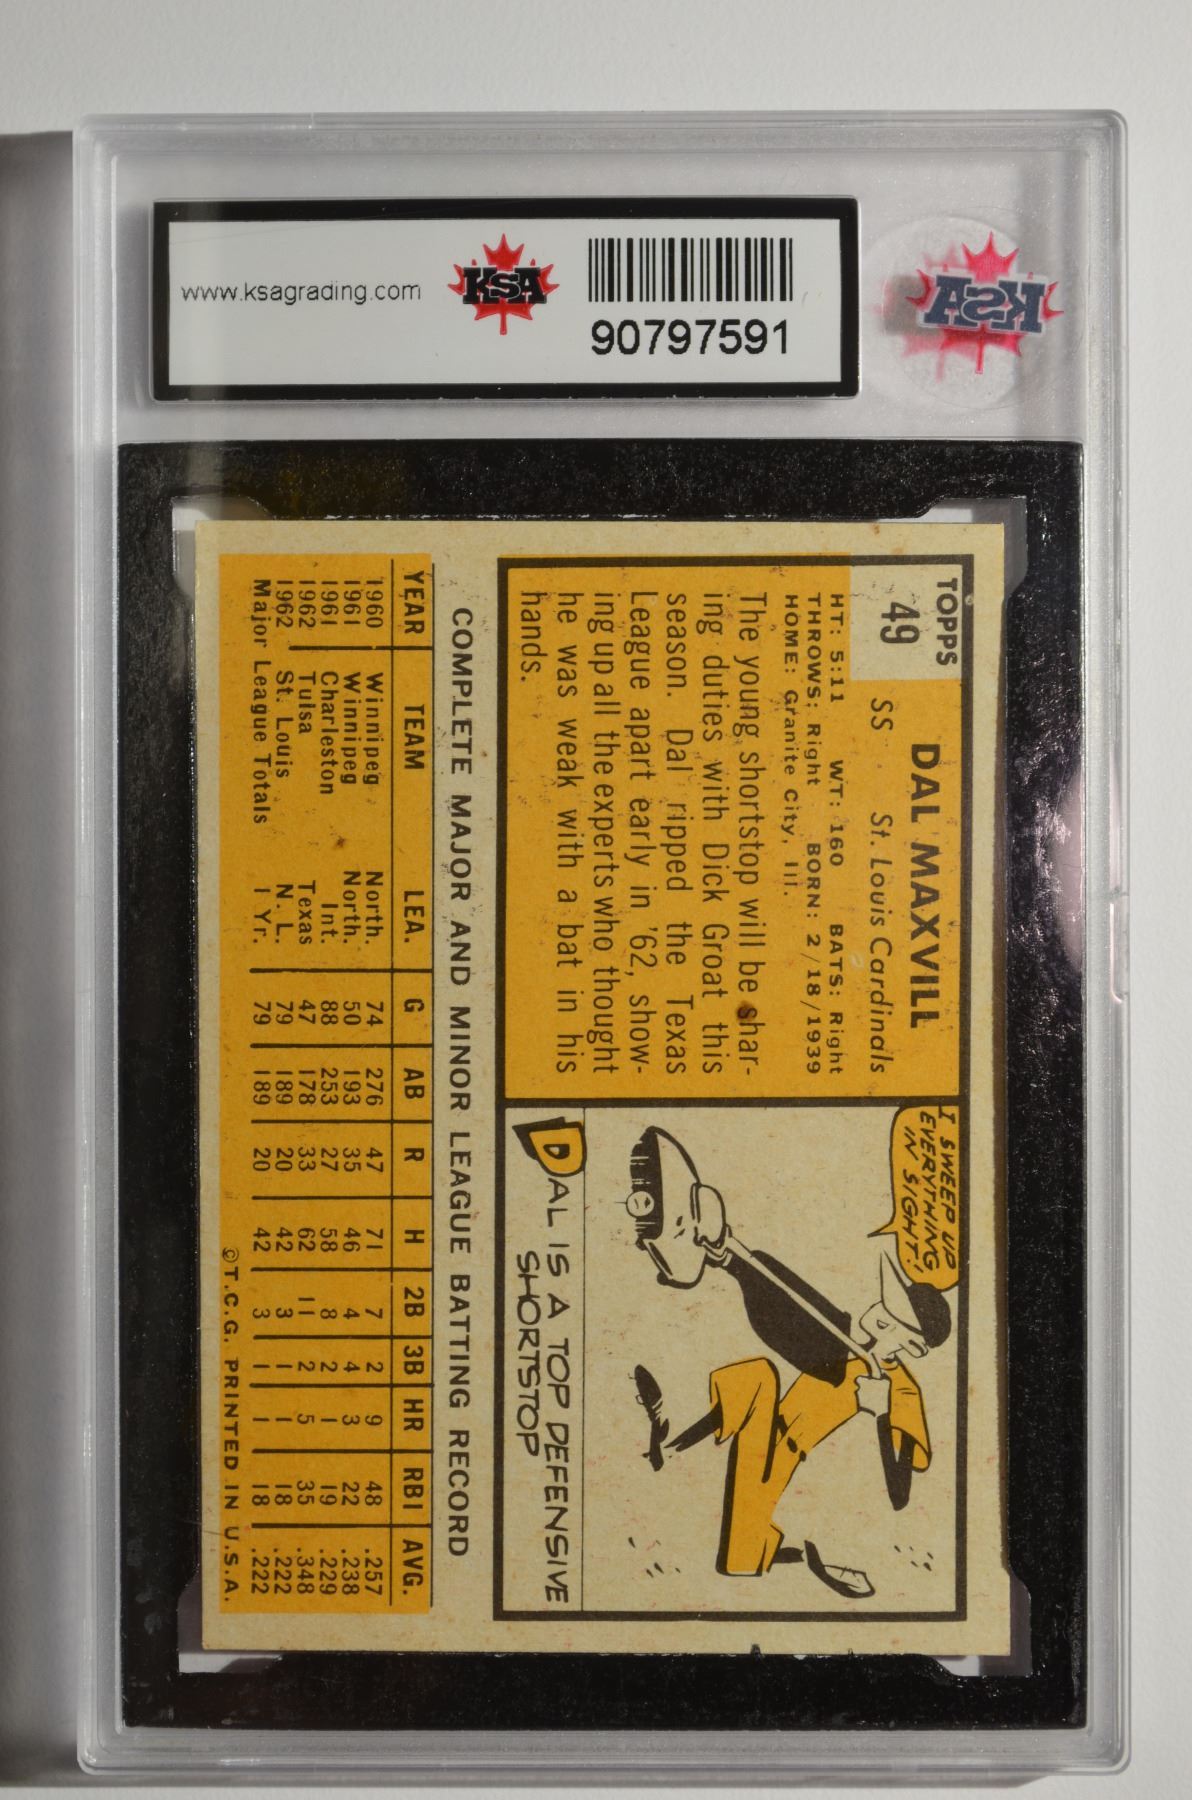 www.ksagrading.com
KSA
90797591
KSA
TOPPS
49
DAL MAXVILL
SS St. Louis Cardinals
HT: 5:11 WT: 160 BATS: Right
THROWS: Right BORN: 2/18/1939
HOME: Granite City, Ill.
The young shortstop will be shar-
ing duties with Dick Groat this
season. Dal ripped the Texas
League apart early in '62, show-
ing up all the experts who thought
he was weak with a bat in his
hands.
I SWEEP UP
EVERYTHING
IN SIGHT!
DAL IS A TOP DEFENSIVE
SHORTSTOP
COMPLETE MAJOR AND MINOR LEAGUE BATTING RECORD
YEAR TEAM LEA. G AB R H 2B 3B HR RBI AVG.
1960 Winnipeg North. 74 276 47 71 7 2 9 48 .257
1961 Winnipeg North. 50 193 35 46 4 4 3 22 .238
1961 Charleston Int. 88 253 27 58 8 2 1 19 .229
1962 Tulsa Texas 47 178 33 62 11 2 5 35 .348
1962 St. Louis N. L. 79 189 20 42 3 1 1 18 .222
Major League Totals 1 Yr. 79 189 20 42 3 1 1 18 .222
©T.C.G. PRINTED IN U.S.A.